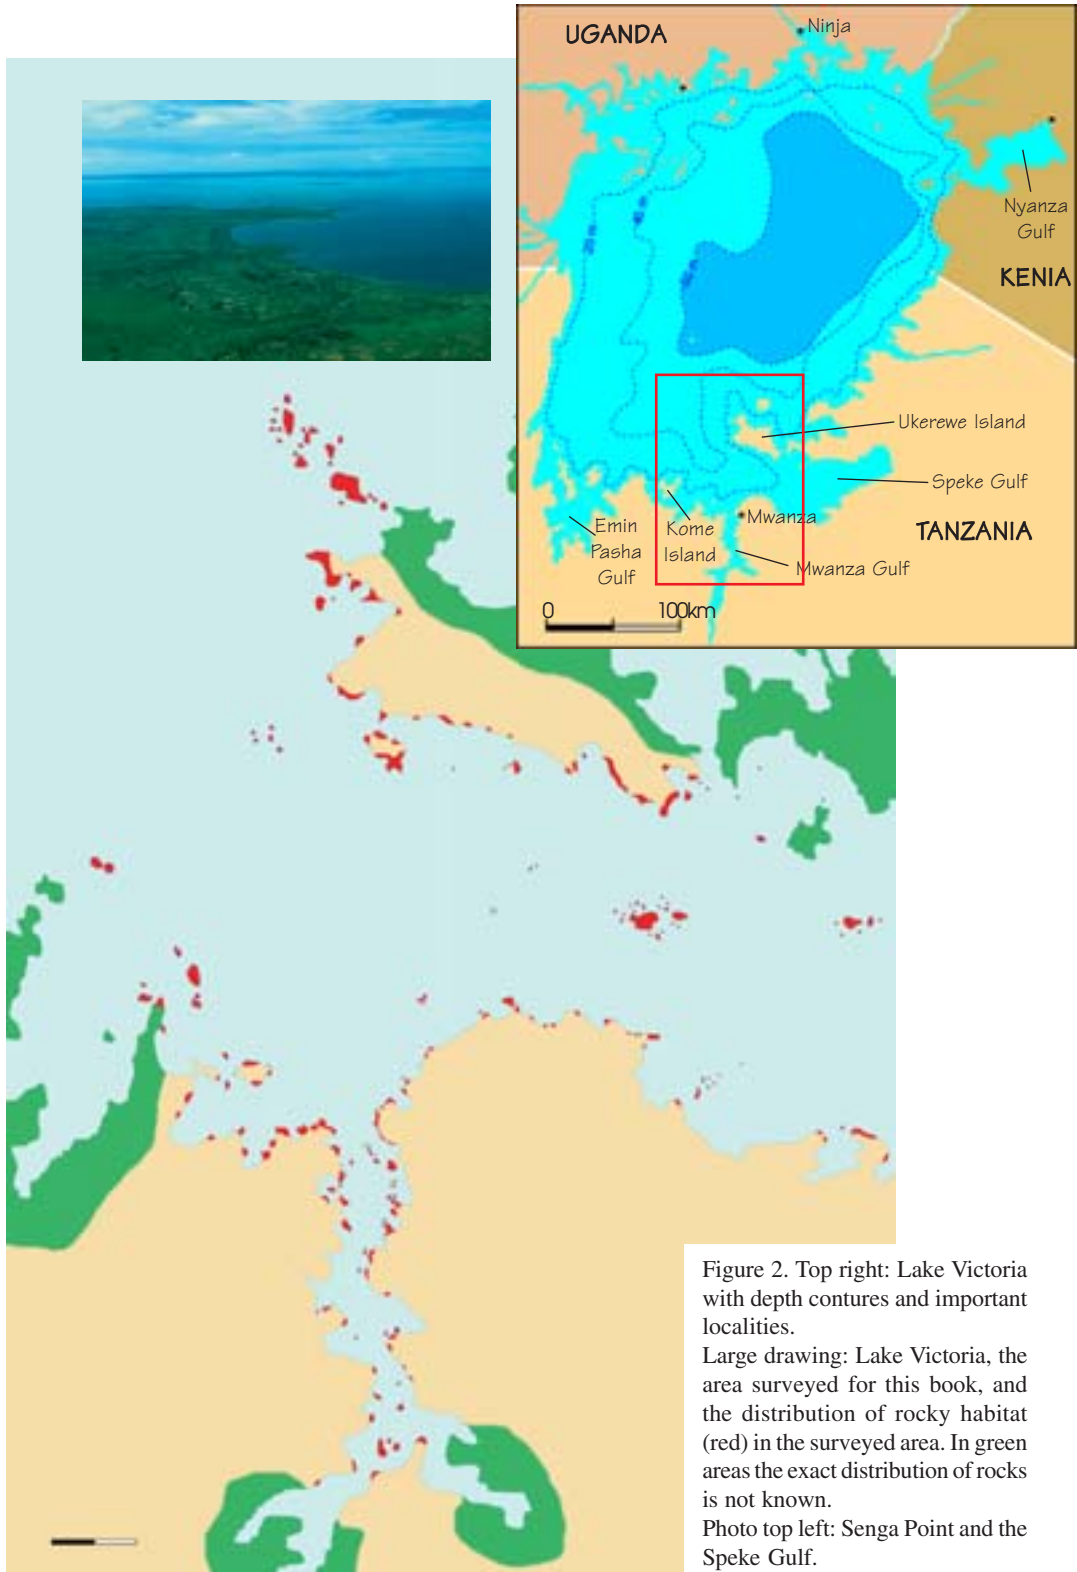 UGANDA
Ninja
Nyanza
Gulf
KENIA
Ukerewe Island
Speke Gulf
TANZANIA
Emin
Pasha
Gulf
Kome
Island
Mwanza
Mwanza Gulf
0 100km
Figure 2. Top right: Lake Victoria
with depth contures and important
localities.
Large drawing: Lake Victoria, the
area surveyed for this book, and
the distribution of rocky habitat
(red) in the surveyed area. In green
areas the exact distribution of rocks
is not known.
Photo top left: Senga Point and the
Speke Gulf.